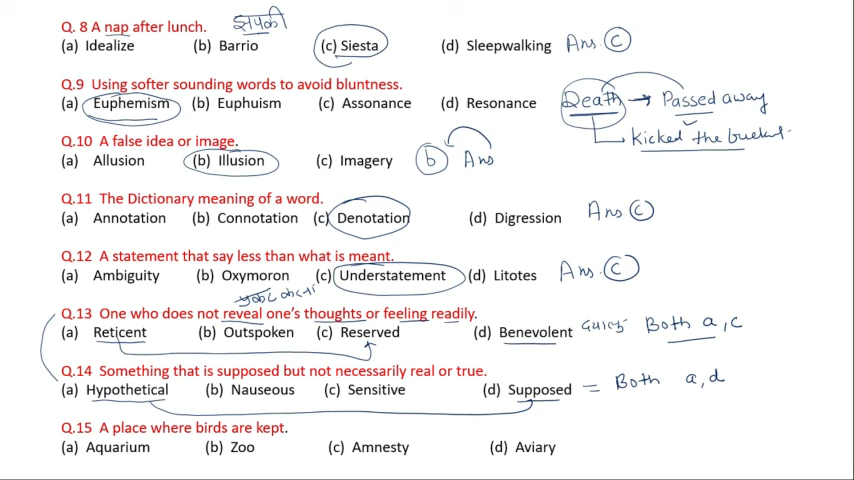 Q. 8 A nap after lunch. झपकी
(a) Idealize (b) Barrio (c) Siesta (d) Sleepwalking Ans. C
Q.9 Using softer sounding words to avoid bluntness.
(a) Euphemism (b) Euphuism (c) Assonance (d) Resonance Death → Passed away
Kicked the bucket.
Q.10 A false idea or image.
(a) Allusion (b) Illusion (c) Imagery b Ans
Q.11 The Dictionary meaning of a word.
(a) Annotation (b) Connotation (c) Denotation (d) Digression Ans C
Q.12 A statement that say less than what is meant.
(a) Ambiguity (b) Oxymoron (c) Understatement (d) Litotes Ans. C
Q.13 One who does not reveal one's thoughts or feeling readily.
(a) Reticent (b) Outspoken (c) Reserved (d) Benevolent Both a, c
Q.14 Something that is supposed but not necessarily real or true.
(a) Hypothetical (b) Nauseous (c) Sensitive (d) Supposed = Both a, d
Q.15 A place where birds are kept.
(a) Aquarium (b) Zoo (c) Amnesty (d) Aviary